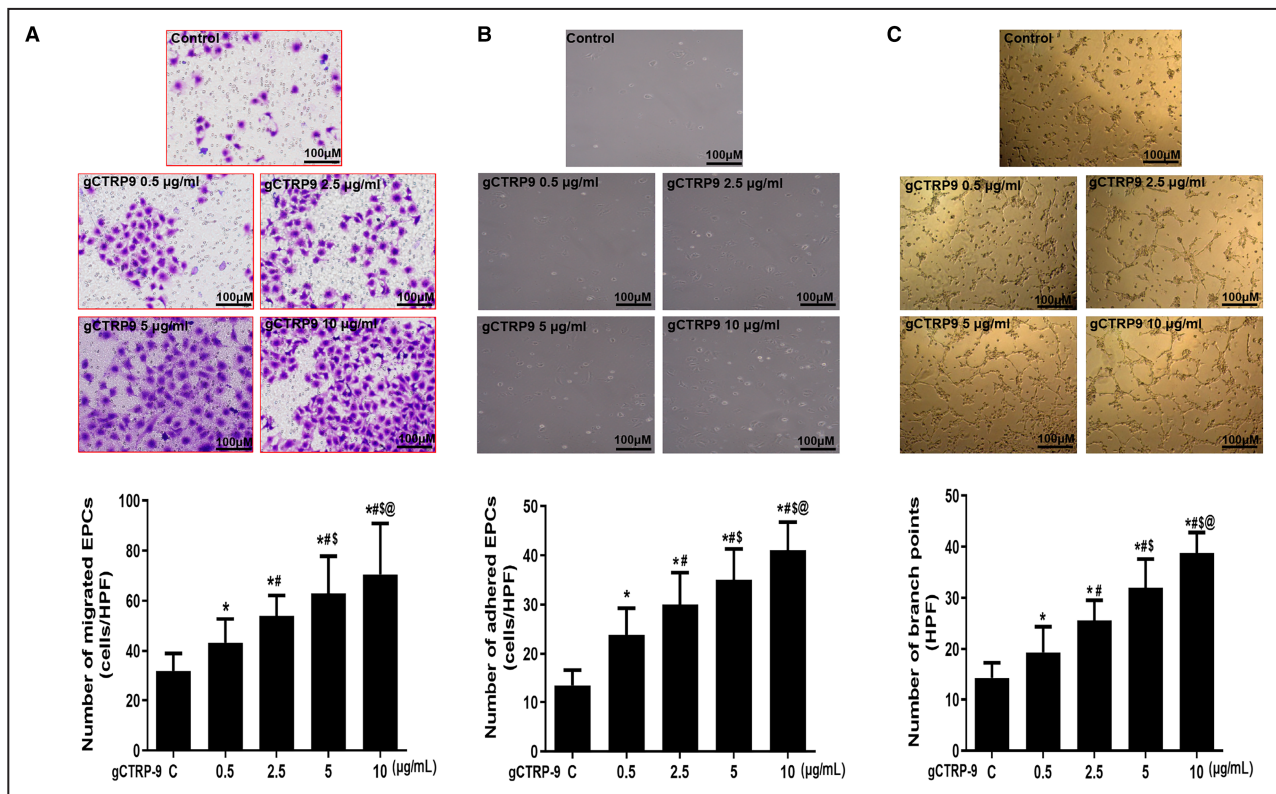 A
Control
100µM
gCTRP9 0.5 µg/ml
100µM
gCTRP9 2.5 µg/ml
100µM
gCTRP9 5 µg/ml
100µM
gCTRP9 10 µg/ml
100µM
Number of migrated EPCs
(cells/HPF)
100
80
60
40
20
0
*
*#
*#$
*#$@
gCTRP-9 C 0.5 2.5 5 10 (µg/mL)
B
Control
100µM
gCTRP9 0.5 µg/ml
100µM
gCTRP9 2.5 µg/ml
100µM
gCTRP9 5 µg/ml
100µM
gCTRP9 10 µg/ml
100µM
Number of adhered EPCs
(cells/HPF)
50
40
30
20
10
0
*
*#
*#$
*#$@
gCTRP-9 C 0.5 2.5 5 10 (µg/mL)
C
Control
100µM
gCTRP9 0.5 µg/ml
100µM
gCTRP9 2.5 µg/ml
100µM
gCTRP9 5 µg/ml
100µM
gCTRP9 10 µg/ml
100µM
Number of branch points
(HPF)
50
40
30
20
10
0
*
* #
*#$
*#$@
gCTRP-9 C 0.5 2.5 5 10 (µg/mL)